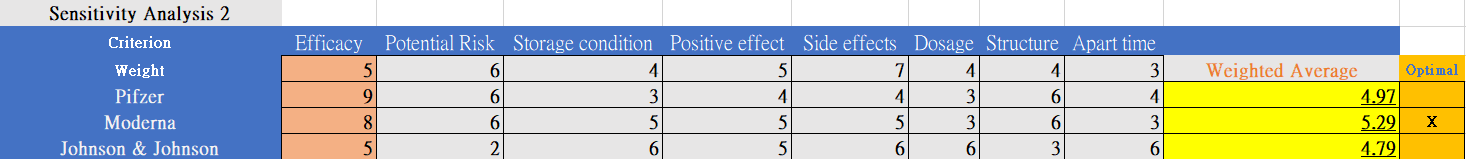 Sensitivity Analysis 2
Criterion Efficacy Potential Risk Storage condition Positive effect Side effects Dosage Structure Apart time
Weight 5 6 4 5 7 4 4 3 Weighted Average Optimal
Pifzer 9 6 3 4 4 3 6 4 4.97
Moderna 8 6 5 5 5 3 6 3 5.29 X
Johnson & Johnson 5 2 6 5 6 6 3 6 4.79